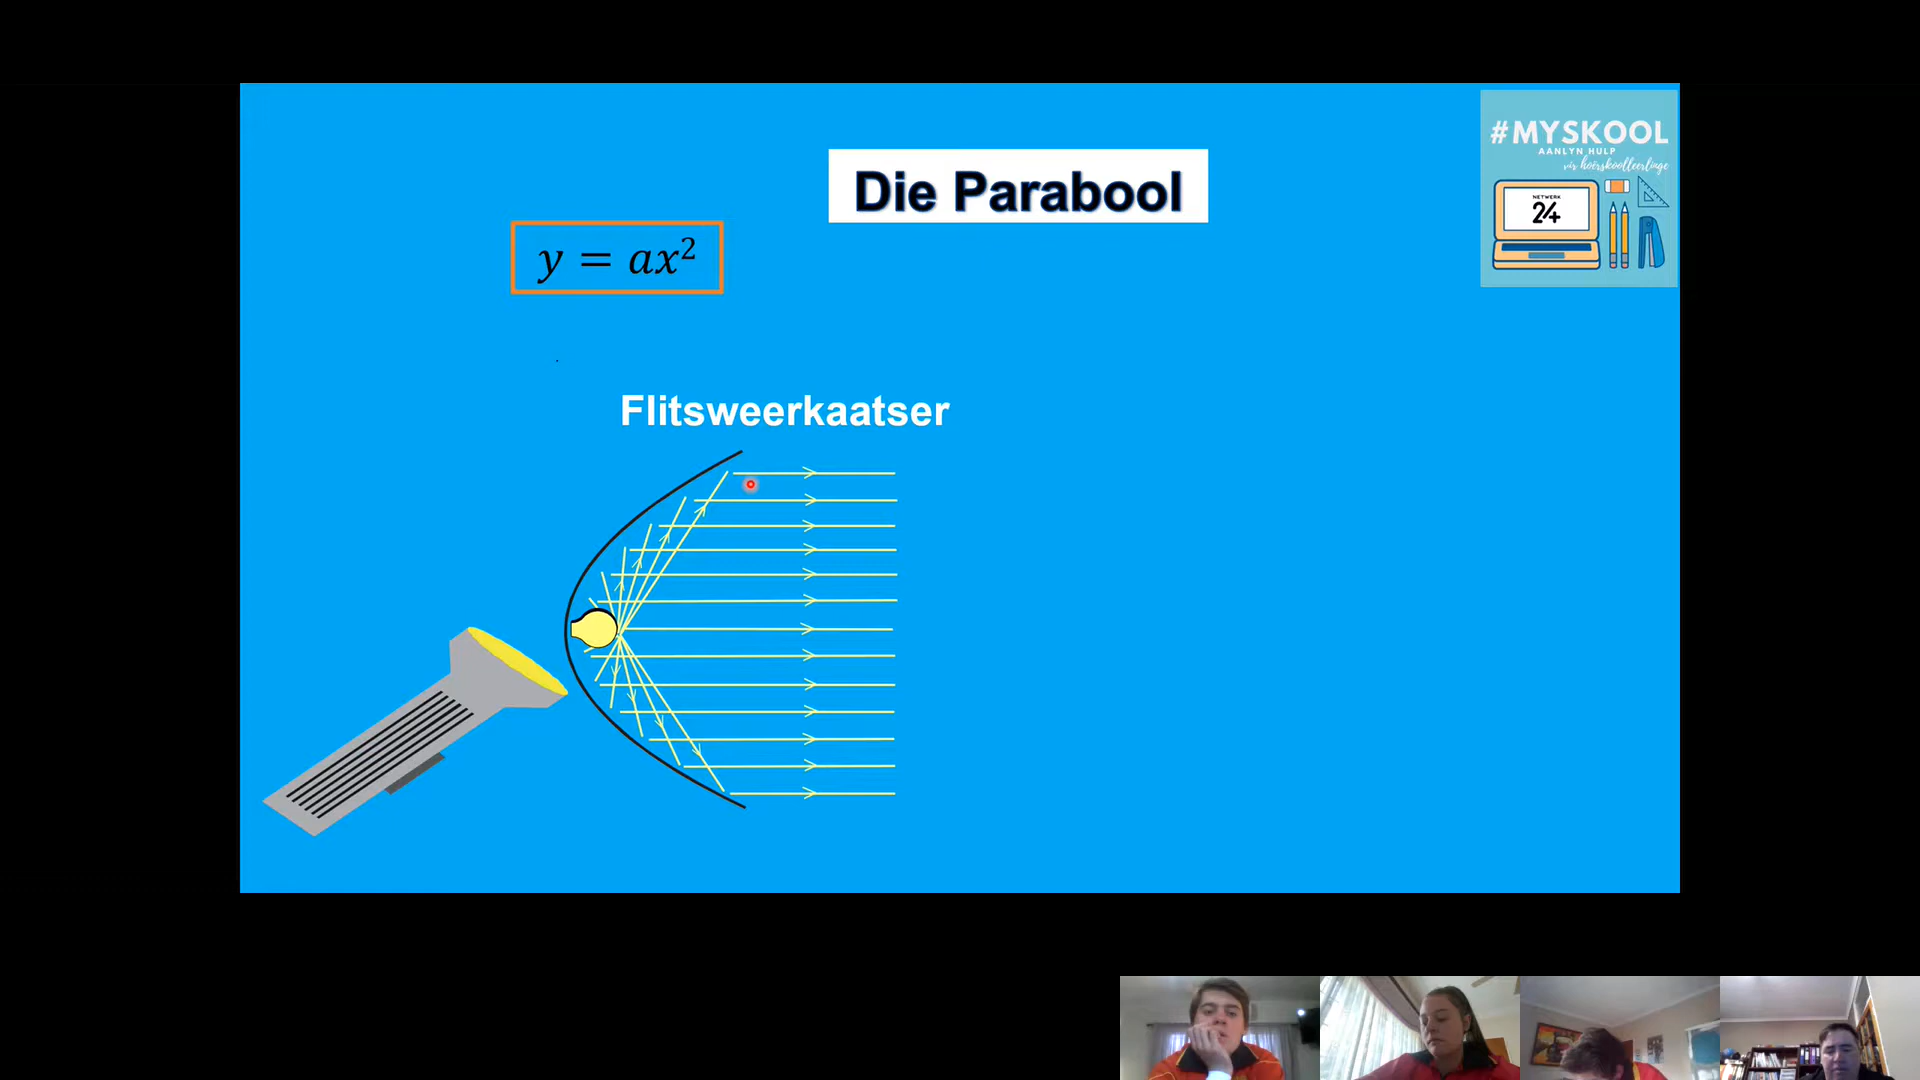 #MYSKOOL
AANLYN HULP
vir hoërskoolleerlinge
NETWERK
24
Die Parabool
y = ax²
Flitsweerkaatser